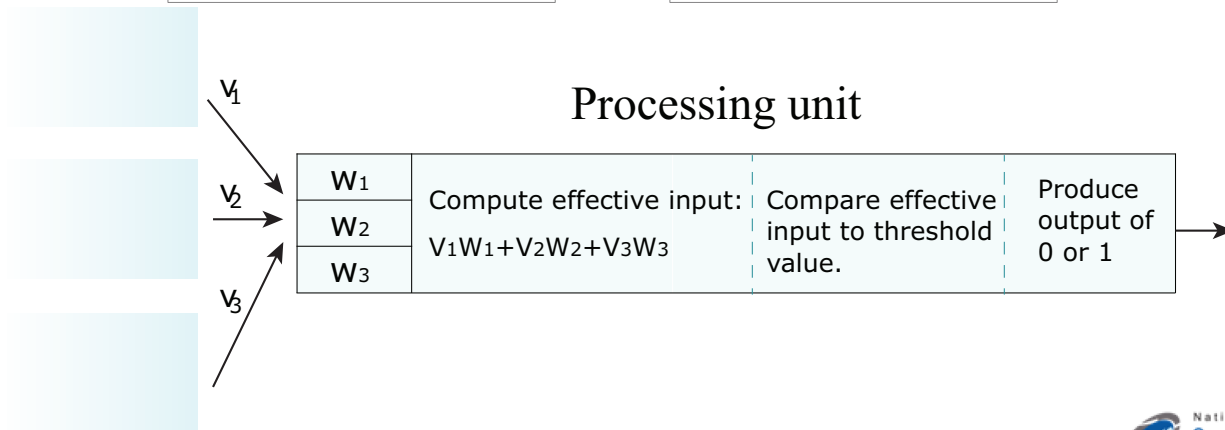 V1
Processing unit
W1
V2
Compute effective input:
Compare effective
Produce
W2
V1W1+V2W2+V3W3
input to threshold
output of
W3
value.
0 or 1
V3
Nati